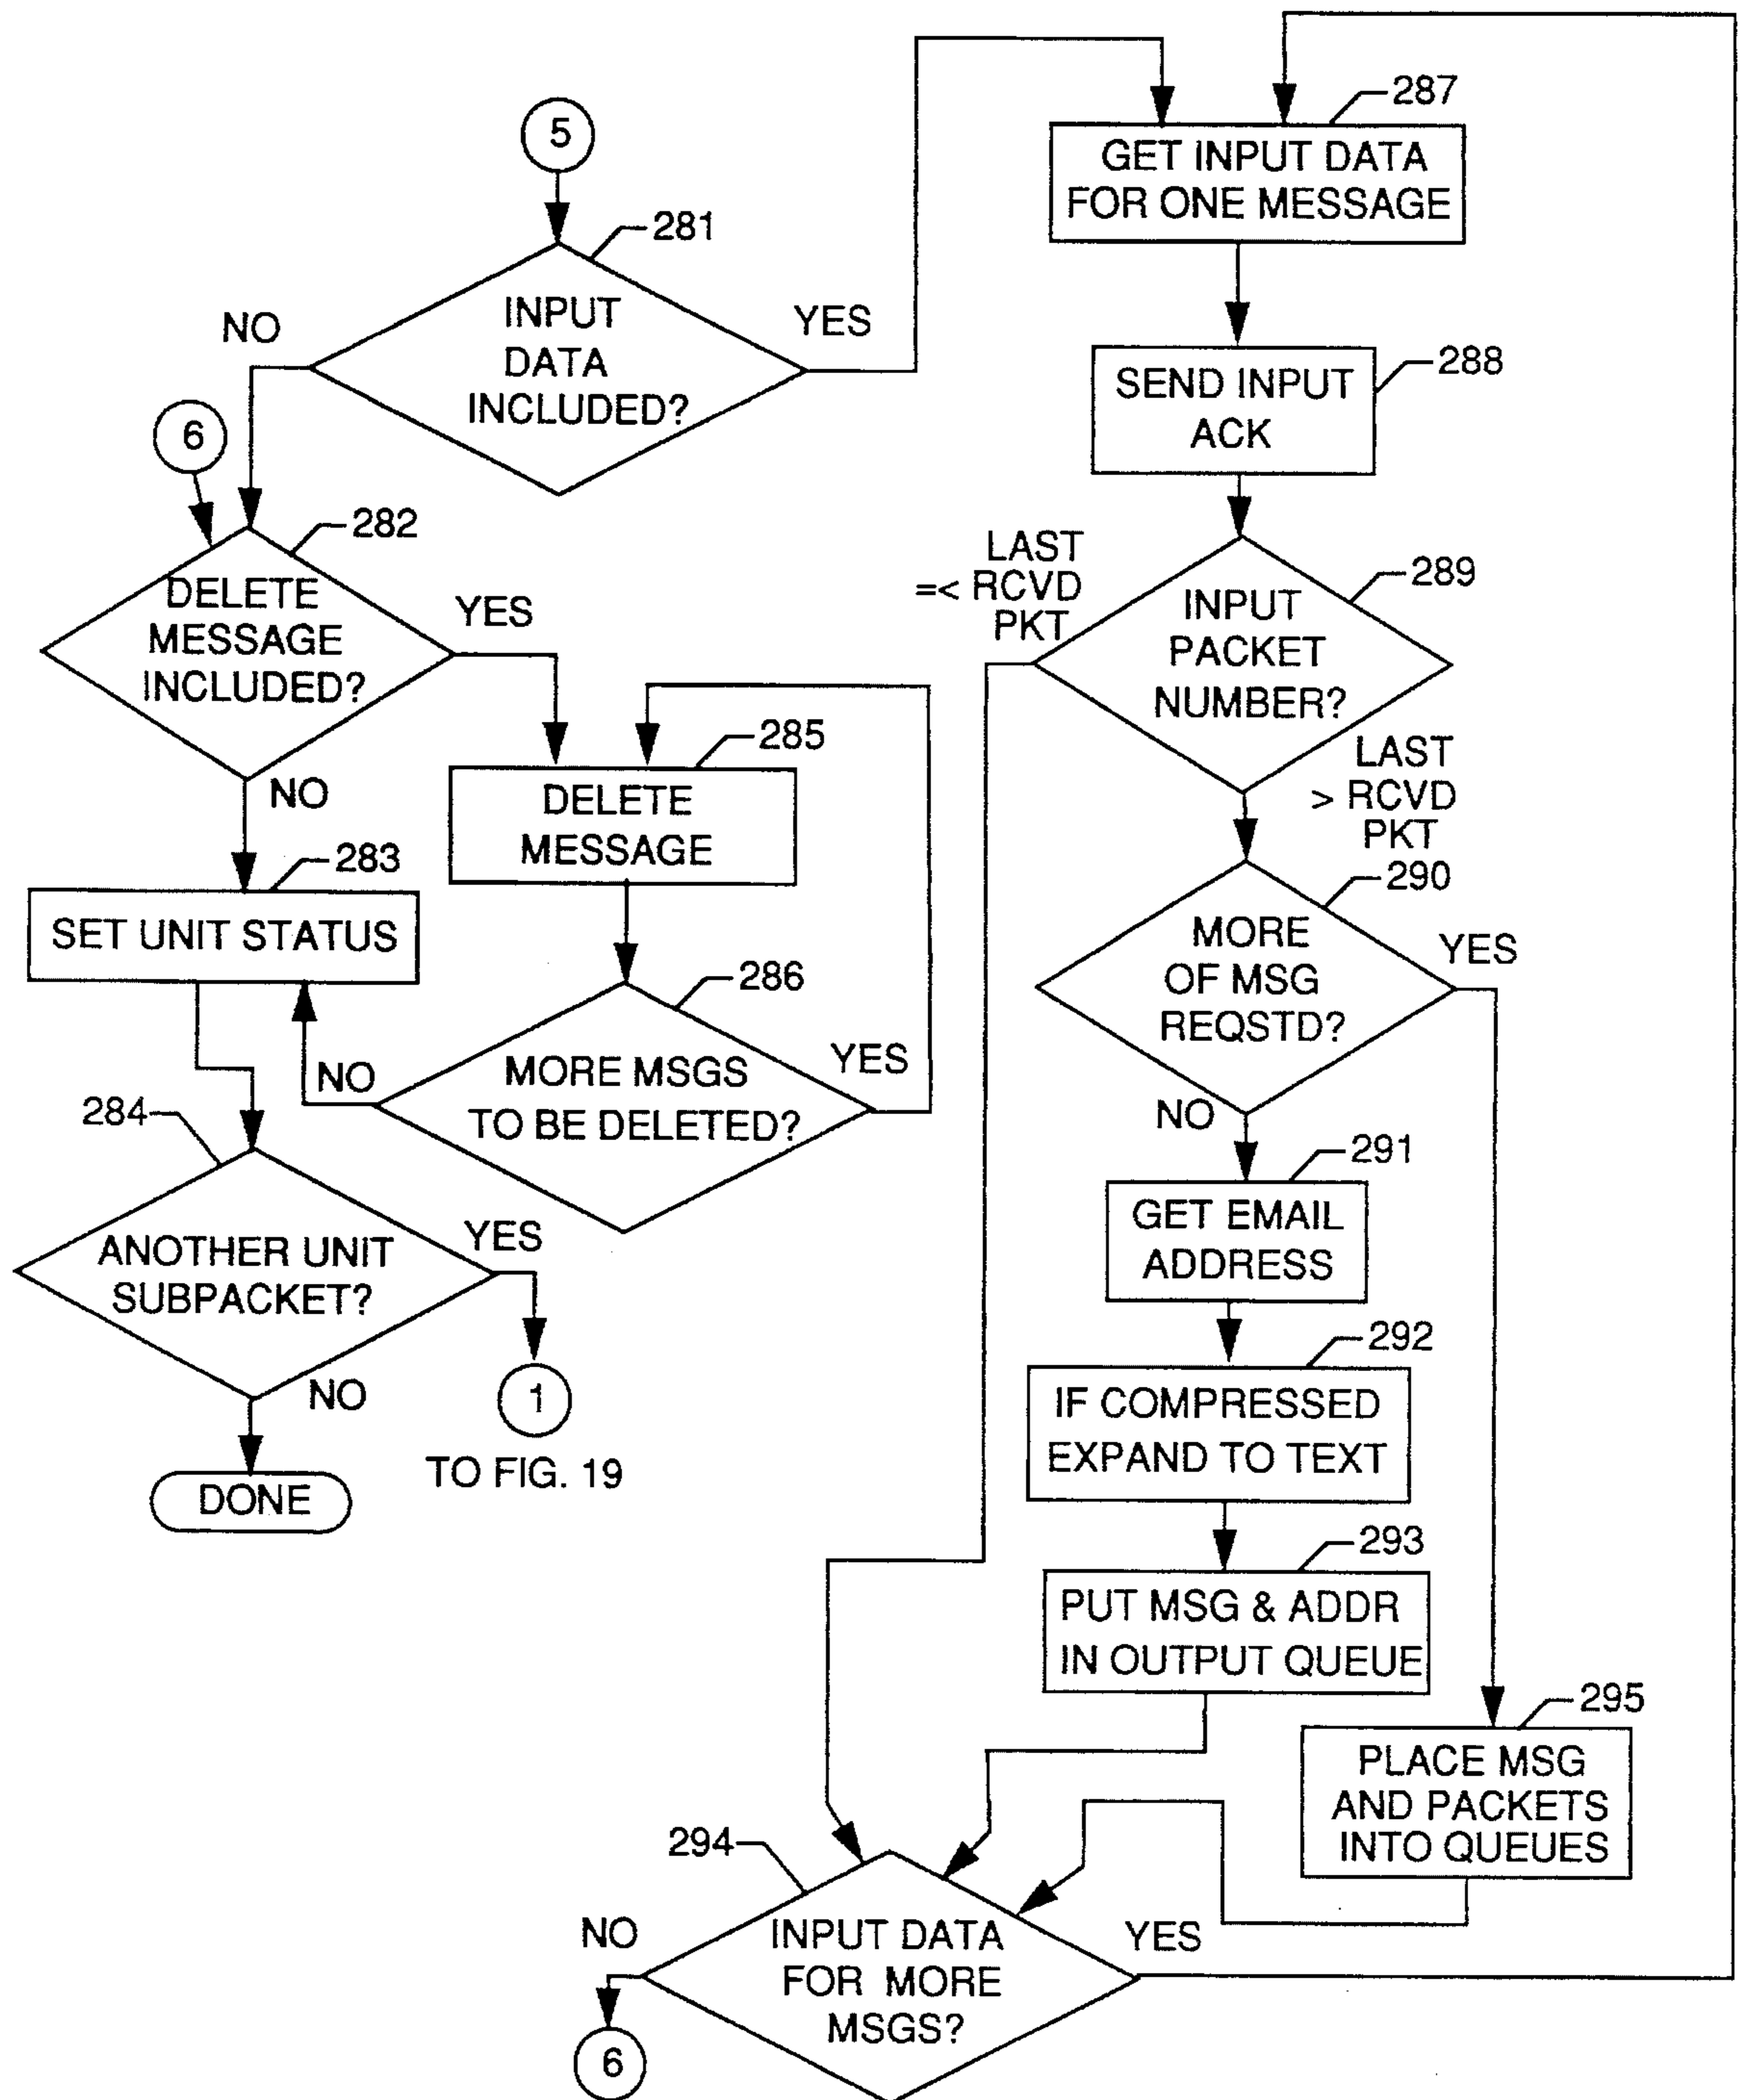 5
281
INPUT
DATA
INCLUDED?
NO
YES
6
282
DELETE
MESSAGE
INCLUDED?
YES
NO
283
SET UNIT STATUS
285
DELETE
MESSAGE
286
MORE MSGS
TO BE DELETED?
NO
YES
284
ANOTHER UNIT
SUBPACKET?
YES
NO
1
TO FIG. 19
DONE
287
GET INPUT DATA
FOR ONE MESSAGE
288
SEND INPUT
ACK
LAST
=< RCVD
PKT
289
INPUT
PACKET
NUMBER?
LAST
> RCVD
PKT
290
MORE
OF MSG
REQSTD?
YES
NO
291
GET EMAIL
ADDRESS
292
IF COMPRESSED
EXPAND TO TEXT
293
PUT MSG & ADDR
IN OUTPUT QUEUE
295
PLACE MSG
AND PACKETS
INTO QUEUES
294
INPUT DATA
FOR MORE
MSGS?
NO
YES
6